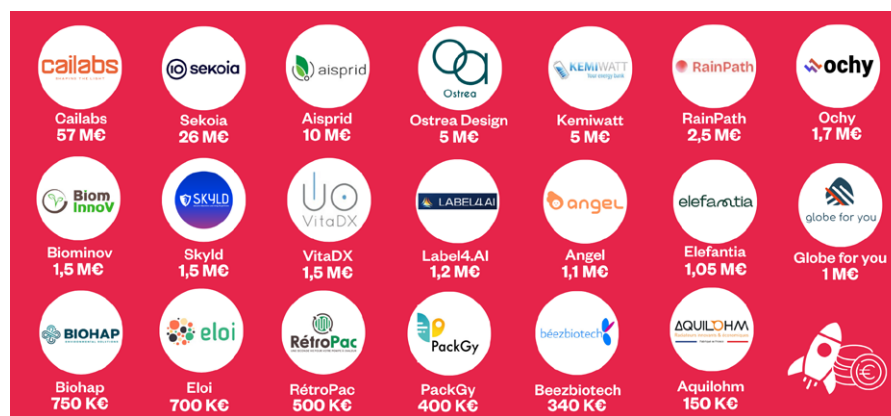 cailabs
SHAPING THE LIGHT
Cailabs
57 M€
sekoia
Sekoia
26 M€
aisprid
Aisprid
10 M€
Ostrea
Ostrea Design
5 M€
KEMIWATT
Your energy bank
Kemiwatt
5 M€
RainPath
RainPath
2,5 M€
ochy
Ochy
1,7 M€
Biom
InnoV
Biominov
1,5 M€
SKYLD
Skyld
1,5 M€
VitaDX
VitaDX
1,5 M€
LABEL4.AI
Label4.AI
1,2 M€
angel
Angel
1,1 M€
elefantia
Elefantia
1,05 M€
globe for you
Globe for you
1 M€
BIOHAP
Biohap
750 K€
eloi
Eloi
700 K€
RétroPac
RétroPac
500 K€
PackGy
PackGy
400 K€
béezbiotech
Beezbiotech
340 K€
AQUILOHM
Aquilohm
150 K€
€